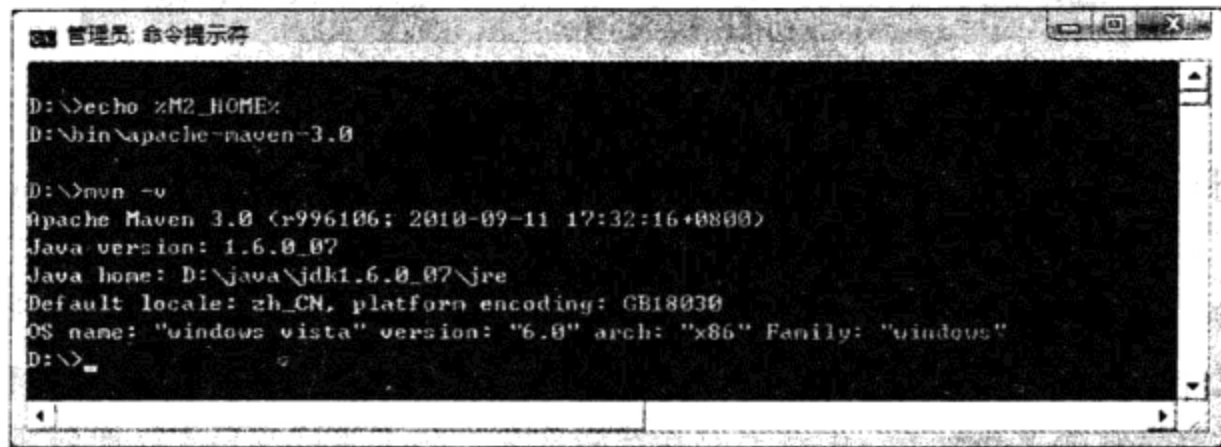 管理员: 命令提示符
D:\>echo %M2_HOME%
D:\bin\apache-maven-3.0
D:\>mvn -v
Apache Maven 3.0 (r996106; 2010-09-11 17:32:16+0800)
Java version: 1.6.0_07
Java home: D:\java\jdk1.6.0_07\jre
Default locale: zh_CN, platform encoding: GB18030
OS name: "windows vista" version: "6.0" arch: "x86" Family: "windows"
D:\>_